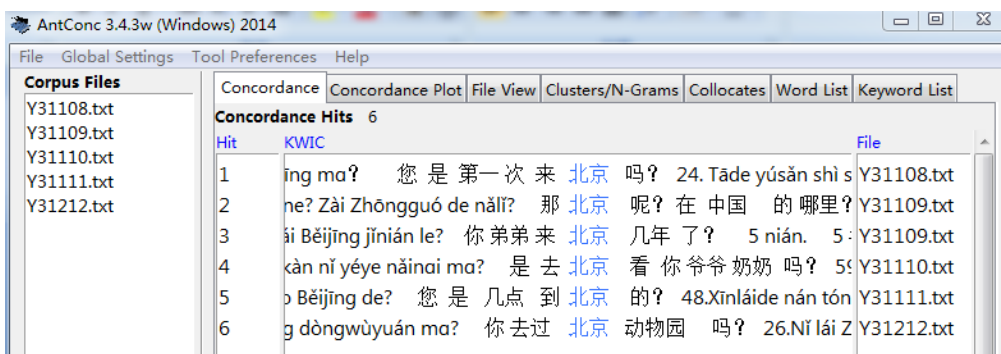 AntConc 3.4.3w (Windows) 2014
File Global Settings Tool Preferences Help
Corpus Files
Y31108.txt
Y31109.txt
Y31110.txt
Y31111.txt
Y31212.txt
Concordance Concordance Plot File View Clusters/N-Grams Collocates Word List Keyword List
Concordance Hits 6
Hit KWIC File
1 īng ma? 您 是 第一 次 来 北京 吗? 24. Tāde yúsǎn shì s Y31108.txt
2 ne? Zài Zhōngguó de nǎlǐ? 那 北京 呢? 在 中国 的 哪里? Y31109.txt
3 ái Běijīng jǐnián le? 你 弟弟 来 北京 几年 了? 5 nián. 5 Y31109.txt
4 kàn nǐ yéye nǎinai ma? 是 去 北京 看 你 爷爷 奶奶 吗? 59 Y31110.txt
5 Běijīng de? 您 是 几点 到 北京 的? 48.Xīnláide nán tón Y31111.txt
6 g dòngwùyuán ma? 你 去过 北京 动物园 吗? 26.Nǐ lái Z Y31212.txt